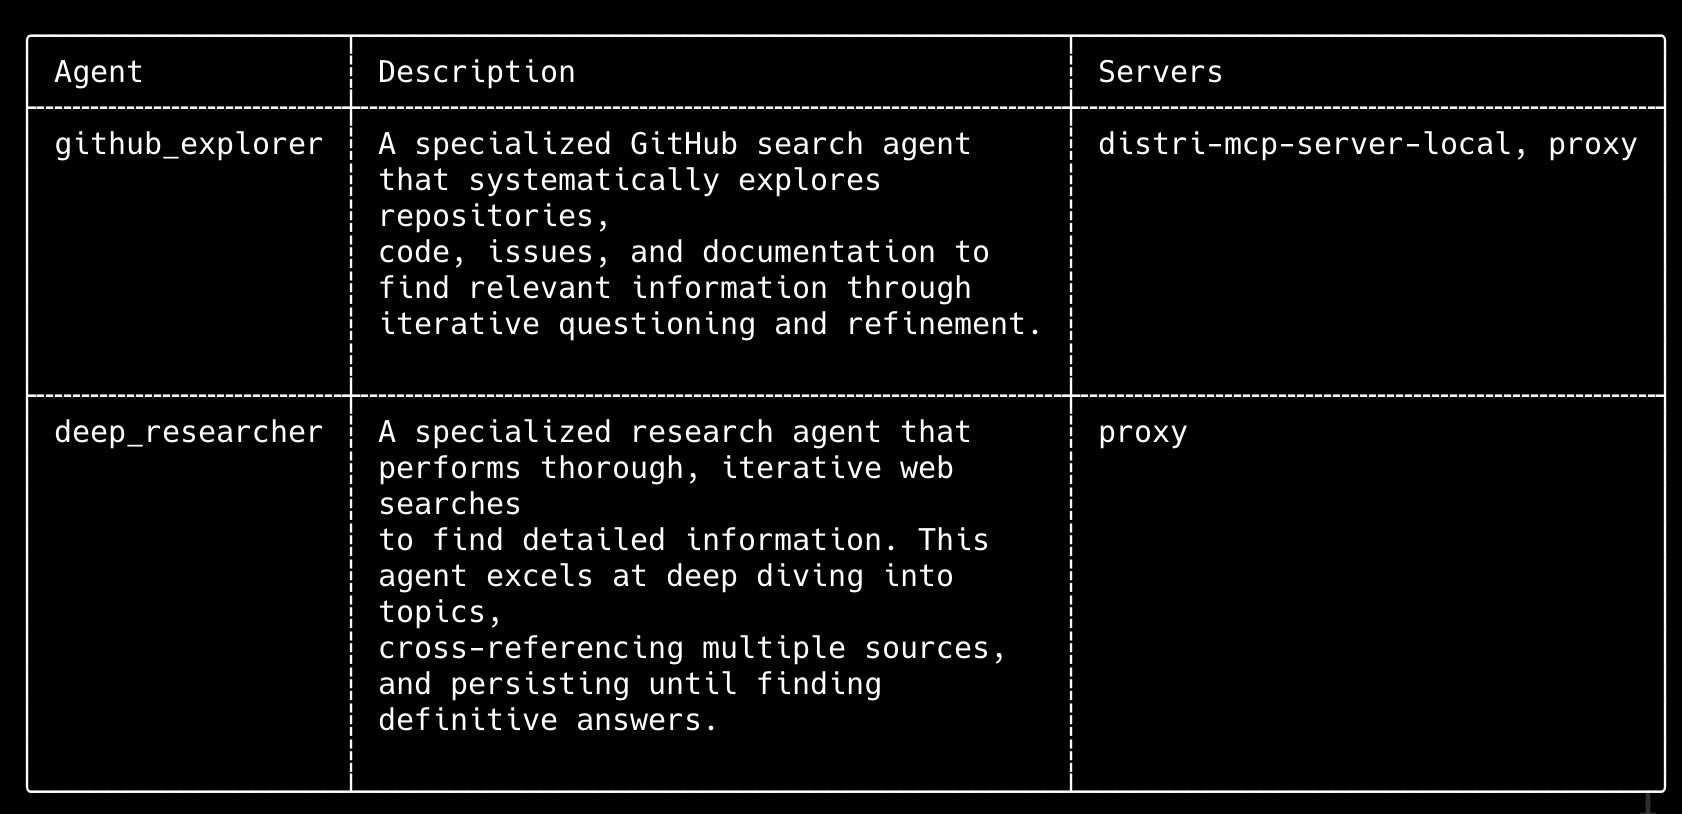 Agent Description Servers
github_explorer A specialized GitHub search agent distri-mcp-server-local, proxy
that systematically explores
repositories,
code, issues, and documentation to
find relevant information through
iterative questioning and refinement.
deep_researcher A specialized research agent that proxy
performs thorough, iterative web
searches
to find detailed information. This
agent excels at deep diving into
topics,
cross-referencing multiple sources,
and persisting until finding
definitive answers.